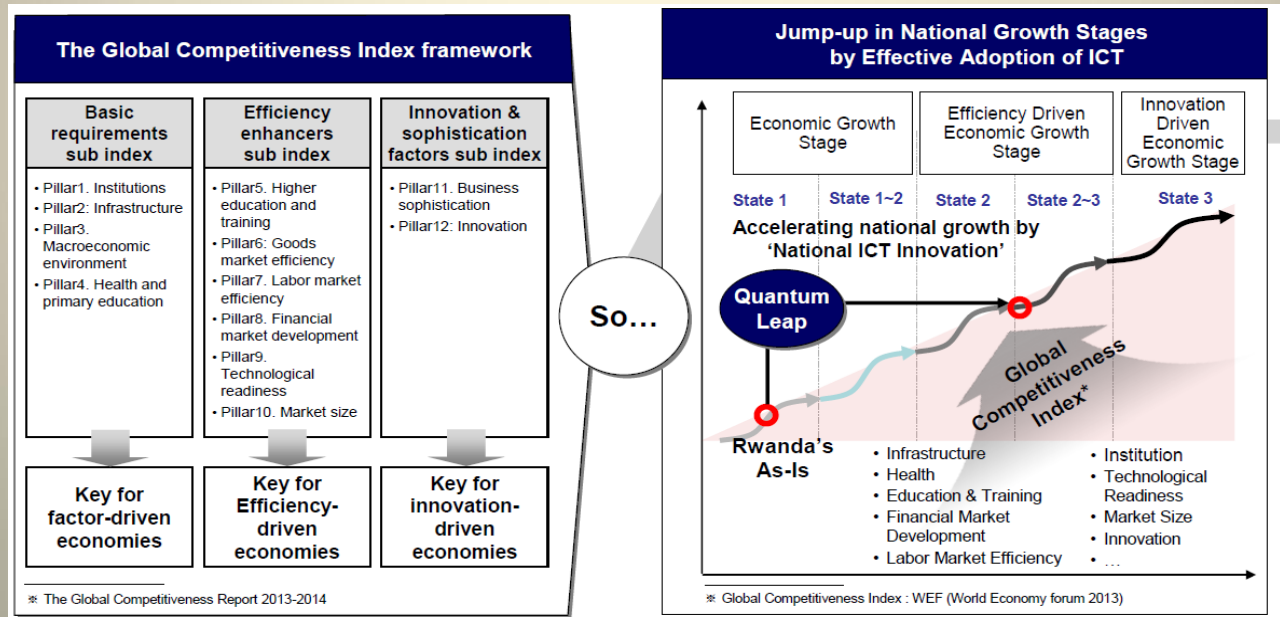 The Global Competitiveness Index framework
Basic
requirements
sub index
• Pillar1. Institutions
• Pillar2: Infrastructure
• Pillar3.
Macroeconomic
environment
• Pillar4. Health and
primary education
Key for
factor-driven
economies
Efficiency
enhancers
sub index
• Pillar5. Higher
education and
training
• Pillar6: Goods
market efficiency
• Pillar7. Labor market
efficiency
• Pillar8. Financial
market development
• Pillar9.
Technological
readiness
• Pillar10. Market size
Key for
Efficiency-
driven
economies
Innovation &
sophistication
factors sub index
• Pillar11. Business
sophistication
• Pillar12: Innovation
Key for
innovation-
driven
economies
※ The Global Competitiveness Report 2013-2014
So…
Jump-up in National Growth Stages
by Effective Adoption of ICT
Economic Growth
Stage
Efficiency Driven
Economic Growth
Stage
Innovation
Driven
Economic
Growth Stage
State 1
State 1~2
State 2
State 2~3
State 3
Accelerating national growth by
‘National ICT Innovation’
Quantum
Leap
Rwanda’s
As-Is
Global
Competitiveness
Index*
• Infrastructure
• Health
• Education & Training
• Financial Market
Development
• Labor Market Efficiency
• Institution
• Technological
Readiness
• Market Size
• Innovation
• …
※ Global Competitiveness Index : WEF (World Economy forum 2013)